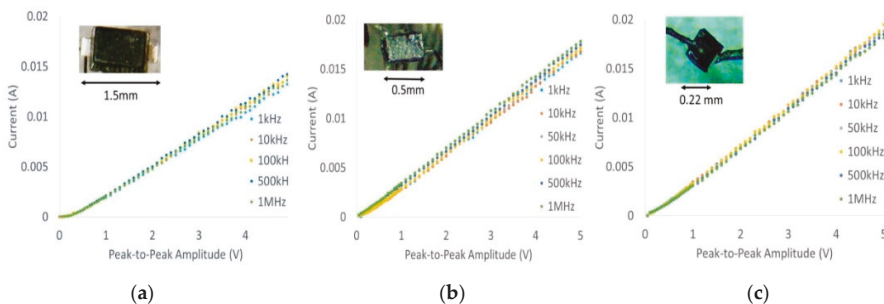 0.02
0.015
0.01
0.005
0
Current (A)
1.5mm
1kHz
10kHz
100kH
500kH
1MHz
0 1 2 3 4
Peak-to-Peak Amplitude (V)
(a)
0.02
0.015
0.01
0.005
0
Current (A)
0.5mm
1kHz
10kHz
50kHz
100kHz
500kHz
1MHz
0 1 2 3 4 5
Peak-to-Peak Amplitude (V)
(b)
0.02
0.015
0.01
0.005
0
Current (A)
0.22 mm
1kHz
10kHz
50kHz
100kHz
500kHz
1MHz
0 1 2 3 4 5
Peak-to-Peak Amplitude (V)
(c)